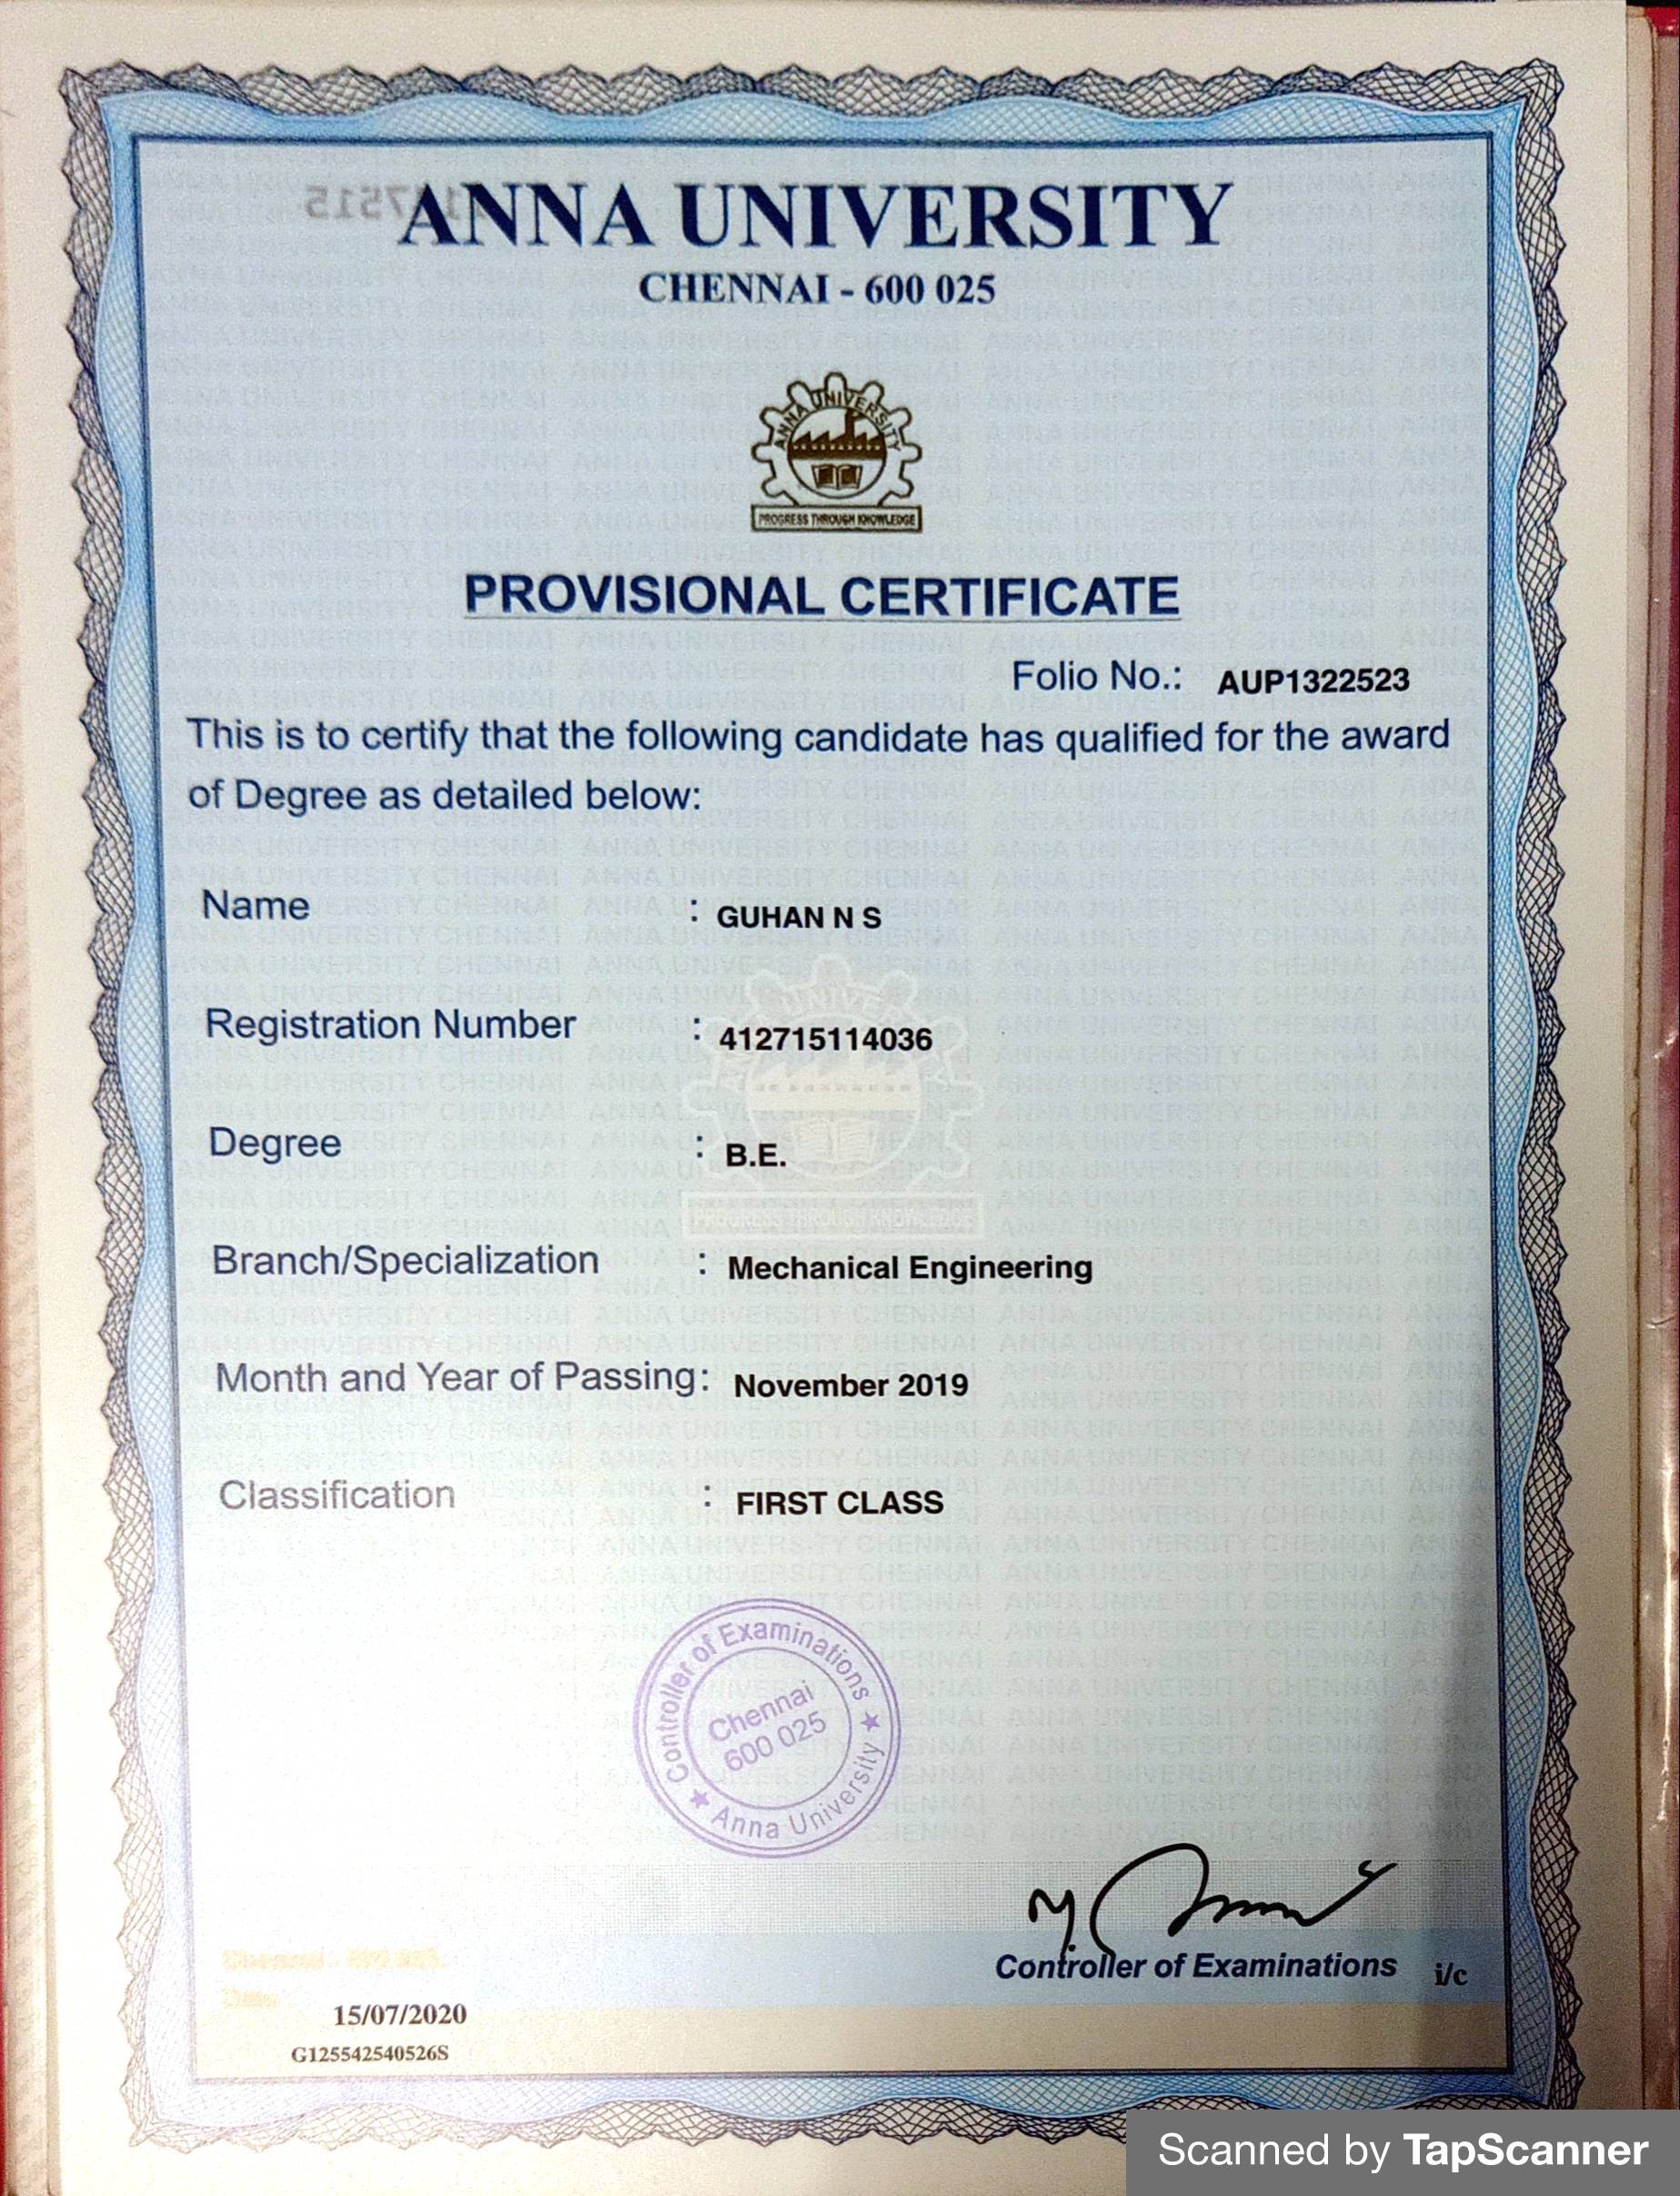 ANNA UNIVERSITY
CHENNAI - 600 025
ANNA UNIVERSITY
PROGRESS THROUGH KNOWLEDGE
PROVISIONAL CERTIFICATE
Folio No.: AUP1322523
This is to certify that the following candidate has qualified for the award
of Degree as detailed below:
Name : GUHAN N S
Registration Number : 412715114036
Degree : B.E.
Branch/Specialization : Mechanical Engineering
Month and Year of Passing: November 2019
Classification : FIRST CLASS
Controller of Examinations
Chennai
600 025
★ Anna University ★
Controller of Examinations i/c
Chennai - 600 025.
Date:
15/07/2020
G125542540526S
Scanned by TapScanner